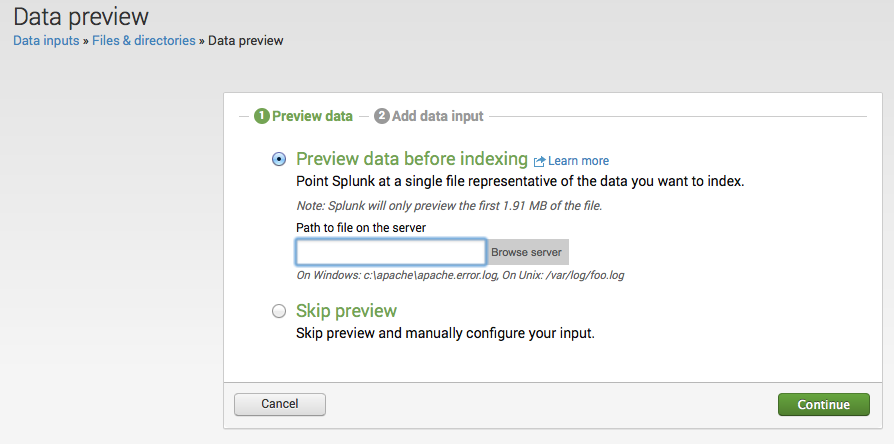 Data preview
Data inputs » Files & directories » Data preview
1 Preview data 2 Add data input
Preview data before indexing Learn more
Point Splunk at a single file representative of the data you want to index.
Note: Splunk will only preview the first 1.91 MB of the file.
Path to file on the server
Browse server
On Windows: c:\apache\apache.error.log, On Unix: /var/log/foo.log
Skip preview
Skip preview and manually configure your input.
Cancel Continue